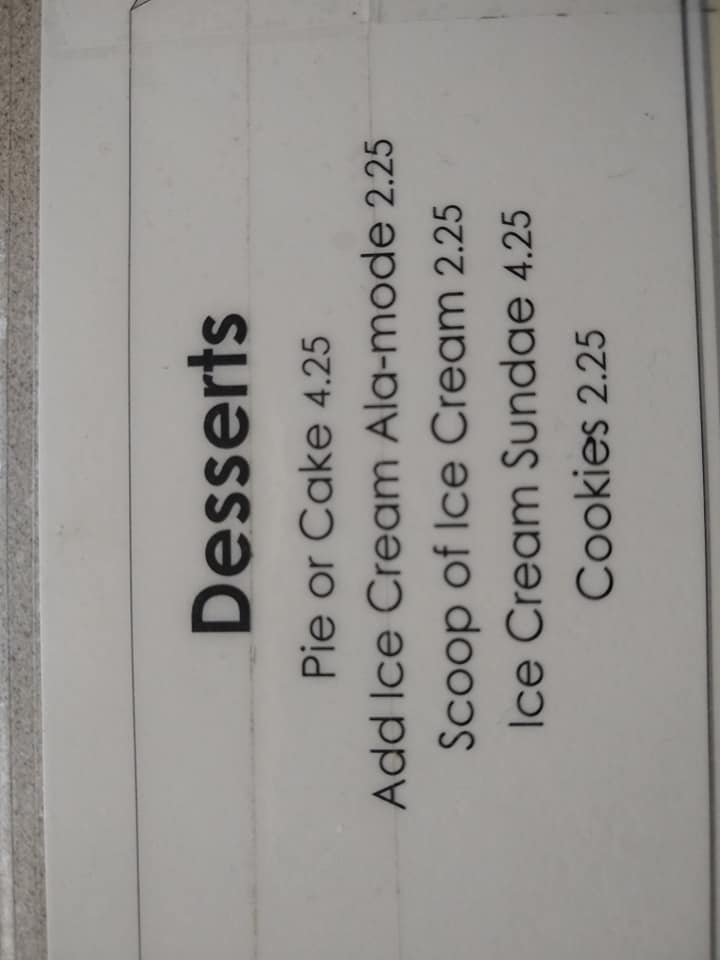 Desserts
Pie or Cake 4.25
Add Ice Cream Ala-mode 2.25
Scoop of Ice Cream 2.25
Ice Cream Sundae 4.25
Cookies 2.25